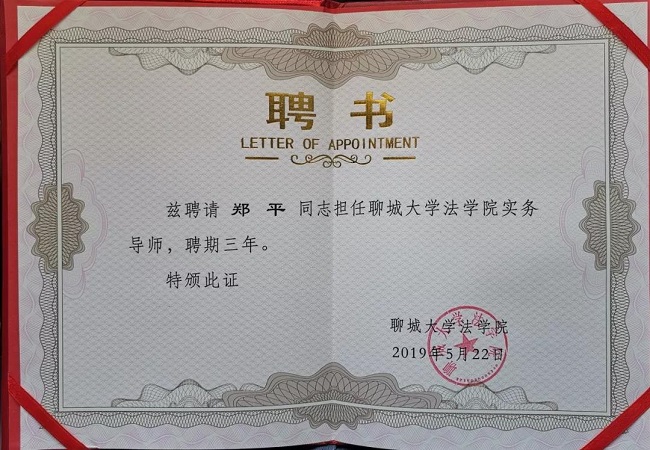 聘书
LETTER OF APPOINTMENT
兹聘请 郑平 同志担任聊城大学法学院实务
导师，聘期三年。
特颁此证
聊城大学法学院
2019年5月22日